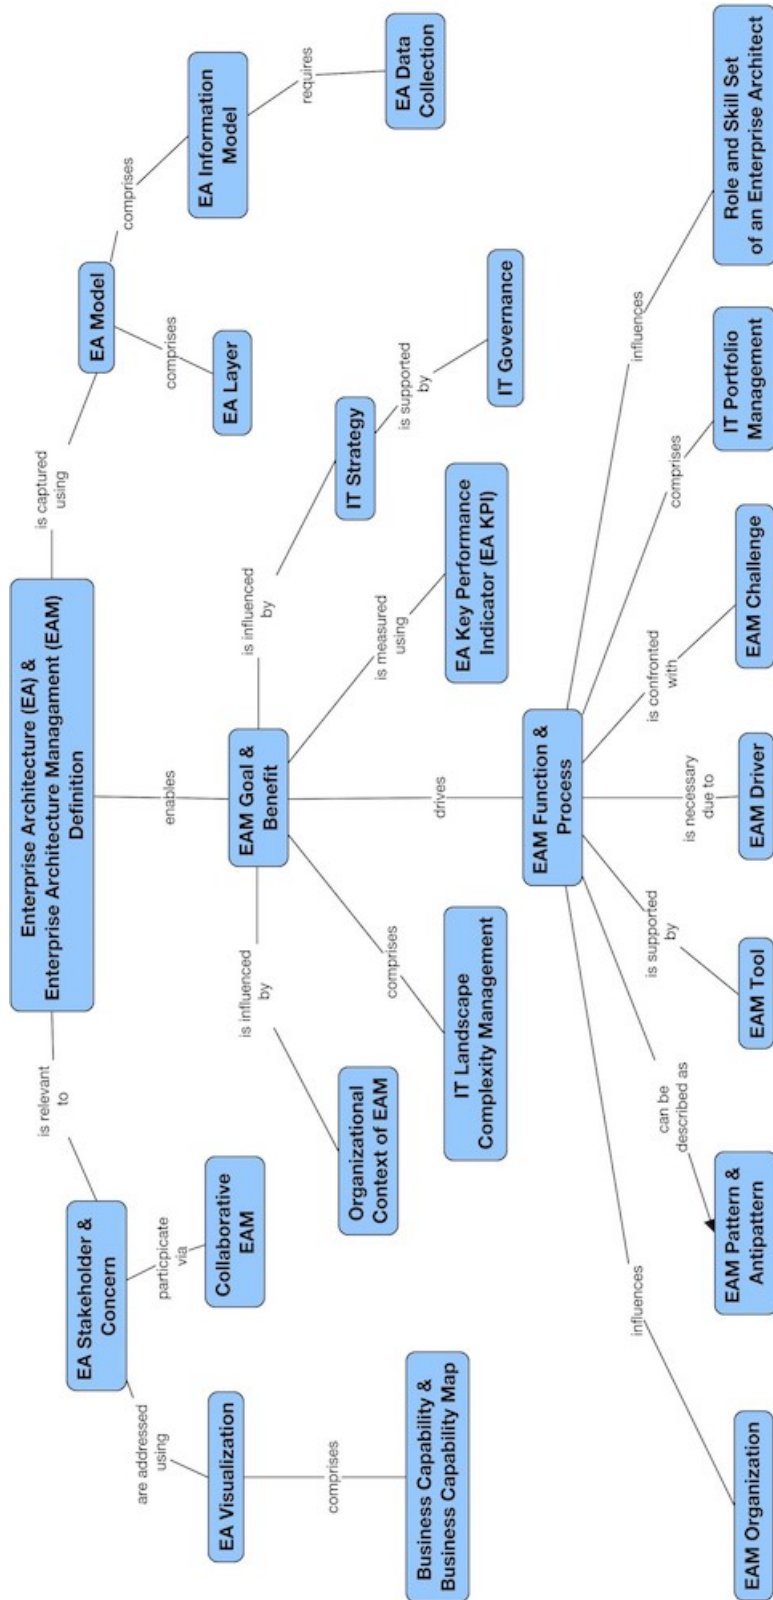 Enterprise Architecture (EA) &
Enterprise Architecture Managament (EAM)
Definition
is relevant
to
is captured
using
EA Stakeholder &
Concern
enables
EA Model
are addressed
using
particpicate
via
comprises
comprises
EA Visualization
Collaborative
EAM
EA Layer
EA Information
Model
EAM Goal &
Benefit
is influenced
by
is influenced
by
requires
comprises
Organizational
Context of EAM
IT Strategy
EA Data
Collection
comprises
is measured
using
is supported
by
Business Capability &
Business Capability Map
IT Landscape
Complexity Management
drives
EA Key Performance
Indicator (EA KPI)
IT Governance
EAM Function &
Process
influences
can be
described as
is supported
by
is necessary
due to
is confronted
with
comprises
influences
EAM Organization
EAM Pattern &
Antipattern
EAM Tool
EAM Driver
EAM Challenge
IT Portfolio
Management
Role and Skill Set
of an Enterprise Architect